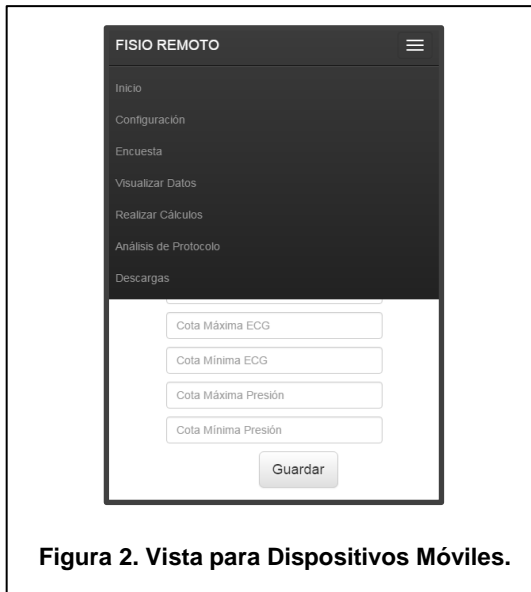 FISIO REMOTO
Inicio
Configuración
Encuesta
Visualizar Datos
Realizar Cálculos
Análisis de Protocolo
Descargas
Cota Máxima ECG
Cota Mínima ECG
Cota Máxima Presión
Cota Mínima Presión
Guardar
Figura 2. Vista para Dispositivos Móviles.